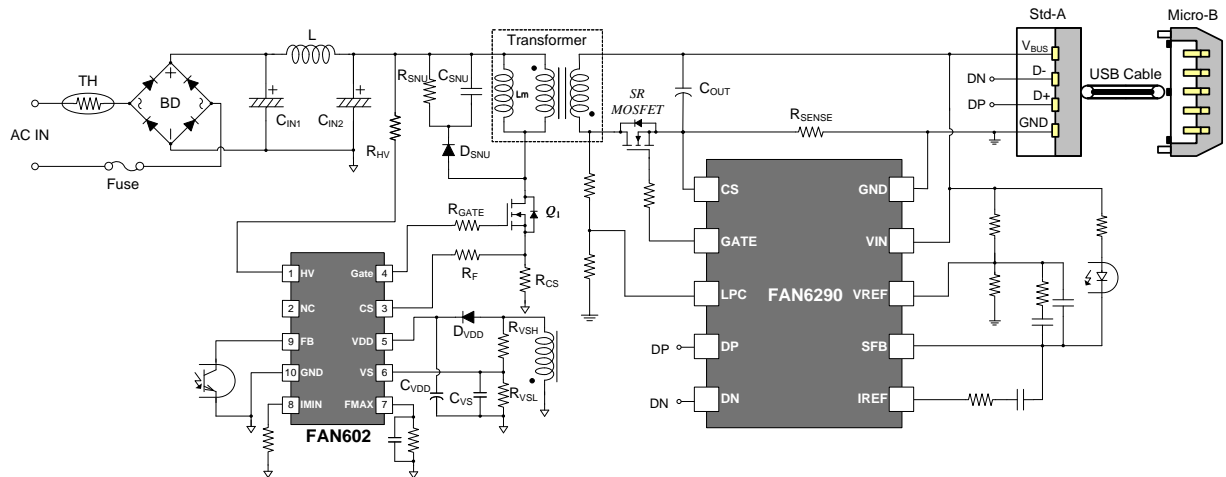 Std-A
Micro-B
Transformer
L
V_BUS
TH
R_SNU
C_SNU
Lm
SR
MOSFET
C_OUT
DN
D-
USB Cable
BD
DP
D+
R_SENSE
GND
AC IN
C_IN1
C_IN2
R_HV
D_SNU
Fuse
CS
GND
R_GATE
Q1
GATE
VIN
1
HV
Gate
4
R_F
R_CS
LPC
FAN6290
VREF
2
NC
CS
3
D_VDD
R_VSH
9
FB
VDD
5
DP
DP
SFB
10
GND
VS
6
C_VDD
C_VS
R_VSL
8
IMIN
FMAX
7
DN
DN
IREF
FAN602